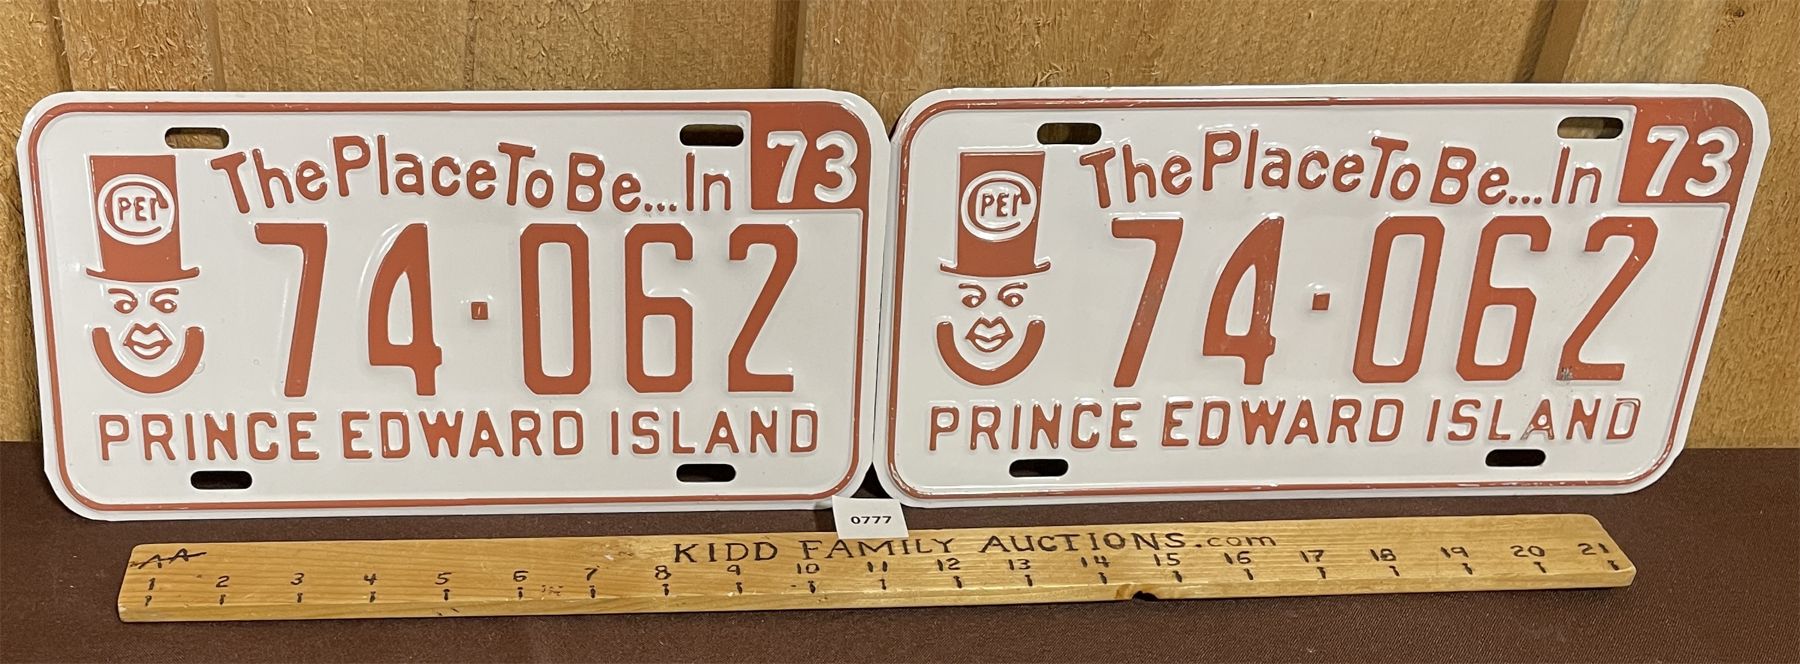 The Place To Be...In 73
PEI
74·062
PRINCE EDWARD ISLAND
The Place To Be...In 73
PEI
74·062
PRINCE EDWARD ISLAND
0777
AA KIDD FAMILY AUCTIONS.com
1 2 3 4 5 6 7 8 9 10 11 12 13 14 15 16 17 18 19 20 21